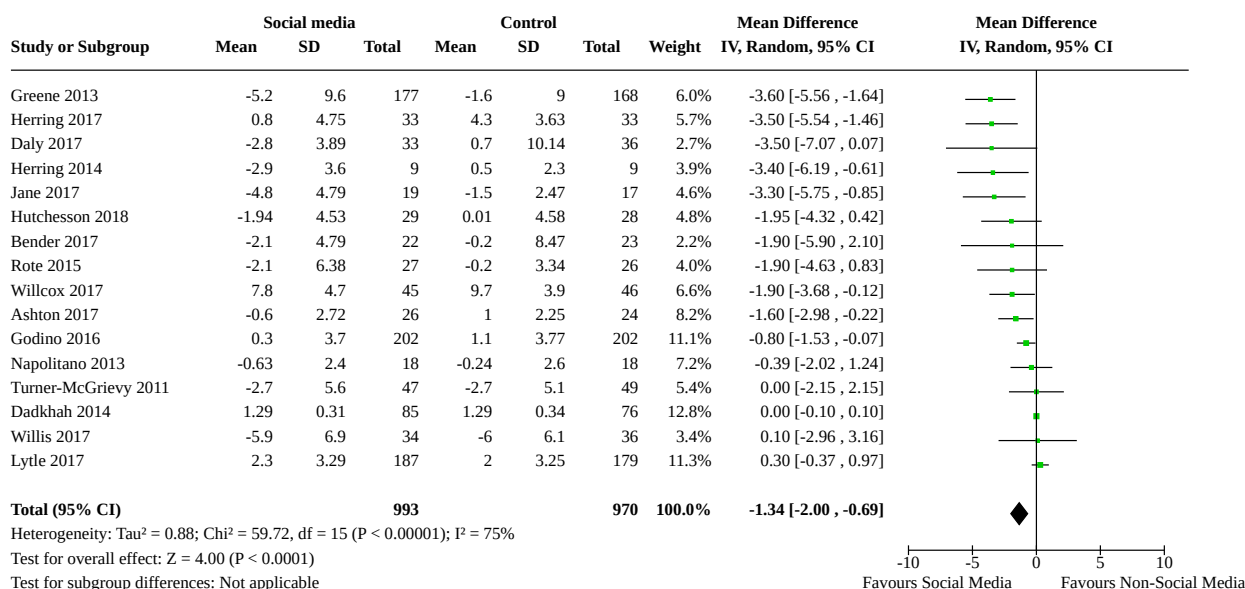 Social media Control Mean Difference Mean Difference
Study or Subgroup Mean SD Total Mean SD Total Weight IV, Random, 95% CI IV, Random, 95% CI
Greene 2013 -5.2 9.6 177 -1.6 9 168 6.0% -3.60 [-5.56 , -1.64]
Herring 2017 0.8 4.75 33 4.3 3.63 33 5.7% -3.50 [-5.54 , -1.46]
Daly 2017 -2.8 3.89 33 0.7 10.14 36 2.7% -3.50 [-7.07 , 0.07]
Herring 2014 -2.9 3.6 9 0.5 2.3 9 3.9% -3.40 [-6.19 , -0.61]
Jane 2017 -4.8 4.79 19 -1.5 2.47 17 4.6% -3.30 [-5.75 , -0.85]
Hutchesson 2018 -1.94 4.53 29 0.01 4.58 28 4.8% -1.95 [-4.32 , 0.42]
Bender 2017 -2.1 4.79 22 -0.2 8.47 23 2.2% -1.90 [-5.90 , 2.10]
Rote 2015 -2.1 6.38 27 -0.2 3.34 26 4.0% -1.90 [-4.63 , 0.83]
Willcox 2017 7.8 4.7 45 9.7 3.9 46 6.6% -1.90 [-3.68 , -0.12]
Ashton 2017 -0.6 2.72 26 1 2.25 24 8.2% -1.60 [-2.98 , -0.22]
Godino 2016 0.3 3.7 202 1.1 3.77 202 11.1% -0.80 [-1.53 , -0.07]
Napolitano 2013 -0.63 2.4 18 -0.24 2.6 18 7.2% -0.39 [-2.02 , 1.24]
Turner-McGrievy 2011 -2.7 5.6 47 -2.7 5.1 49 5.4% 0.00 [-2.15 , 2.15]
Dadkhah 2014 1.29 0.31 85 1.29 0.34 76 12.8% 0.00 [-0.10 , 0.10]
Willis 2017 -5.9 6.9 34 -6 6.1 36 3.4% 0.10 [-2.96 , 3.16]
Lytle 2017 2.3 3.29 187 2 3.25 179 11.3% 0.30 [-0.37 , 0.97]
Total (95% CI) 993 970 100.0% -1.34 [-2.00 , -0.69]
Heterogeneity: Tau² = 0.88; Chi² = 59.72, df = 15 (P < 0.00001); I² = 75%
Test for overall effect: Z = 4.00 (P < 0.0001) -10 -5 0 5 10
Test for subgroup differences: Not applicable Favours Social Media Favours Non-Social Media